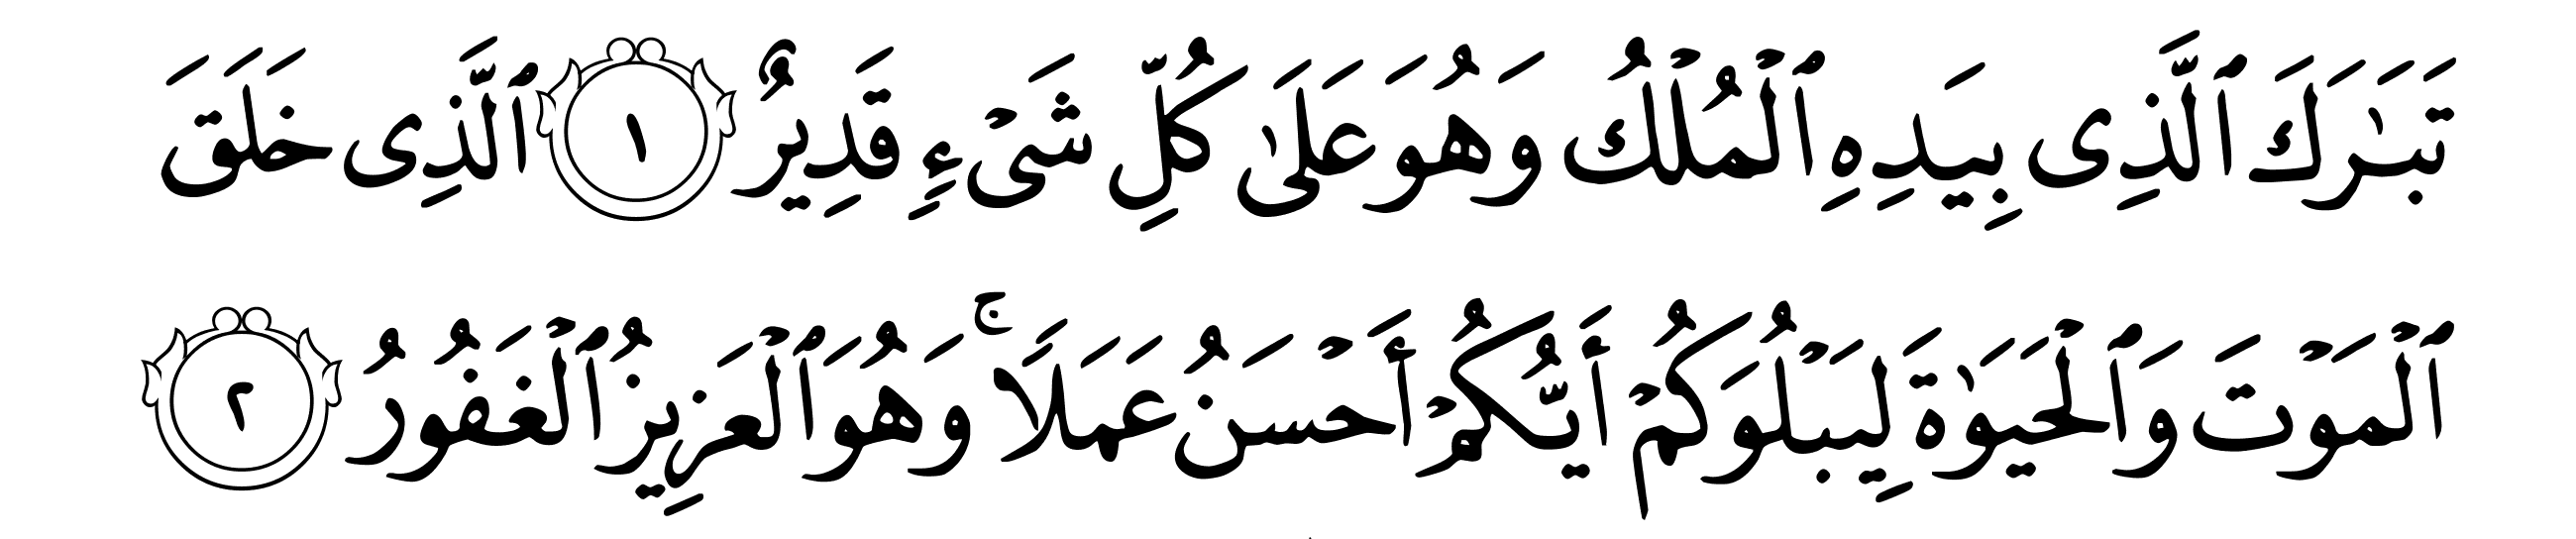 تَبَـٰرَكَ ٱلَّذِى بِيَدِهِ ٱلْمُلْكُ وَهُوَ عَلَىٰ كُلِّ شَىْءٍ قَدِيرٌ ١ ٱلَّذِى خَلَقَ
ٱلْمَوْتَ وَٱلْحَيَوٰةَ لِيَبْلُوَكُمْ أَيُّكُمْ أَحْسَنُ عَمَلًا ۚ وَهُوَ ٱلْعَزِيزُ ٱلْغَفُورُ ٢